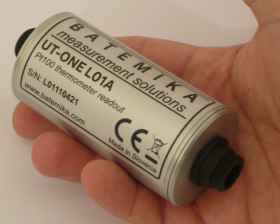 BATEMIKA
measurement solutions
UT-ONE L01A
Pt100 thermometer readout
S/N: L01110421
www.batemika.com
CE
Made in Slovenia